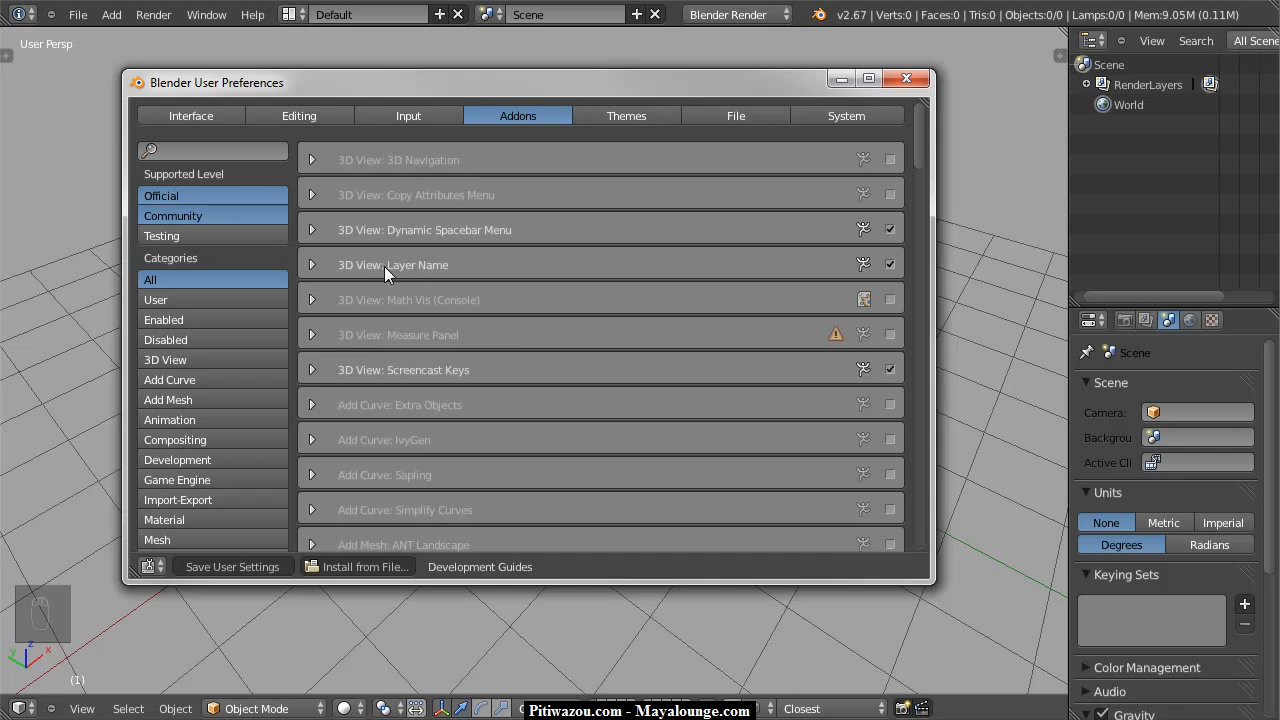 File Add Render Window Help Default Scene Blender Render v2.67 | Verts:0 | Faces:0 | Tris:0 | Objects:0/0 | Lamps:0/0 | Mem:9.05M (0.11M)
User Persp
View Search All Scene
Scene
RenderLayers
World
Blender User Preferences
Interface Editing Input Addons Themes File System
Supported Level
Official
Community
Testing
Categories
All
User
Enabled
Disabled
3D View
Add Curve
Add Mesh
Animation
Compositing
Development
Game Engine
Import-Export
Material
Mesh
3D View: 3D Navigation
3D View: Copy Attributes Menu
3D View: Dynamic Spacebar Menu
3D View: Layer Name
3D View: Math Vis (Console)
3D View: Measure Panel
3D View: Screencast Keys
Add Curve: Extra Objects
Add Curve: IvyGen
Add Curve: Sapling
Add Curve: Simplify Curves
Add Mesh: ANT Landscape
Save User Settings Install from File... Development Guides
Scene
Scene
Camera:
Backgrou
Active Cli
Units
None Metric Imperial
Degrees Radians
Keying Sets
Color Management
Audio
Gravity
z
y x
(1)
View Select Object Object Mode Closest
Pitiwazou.com - Mayalounge.com